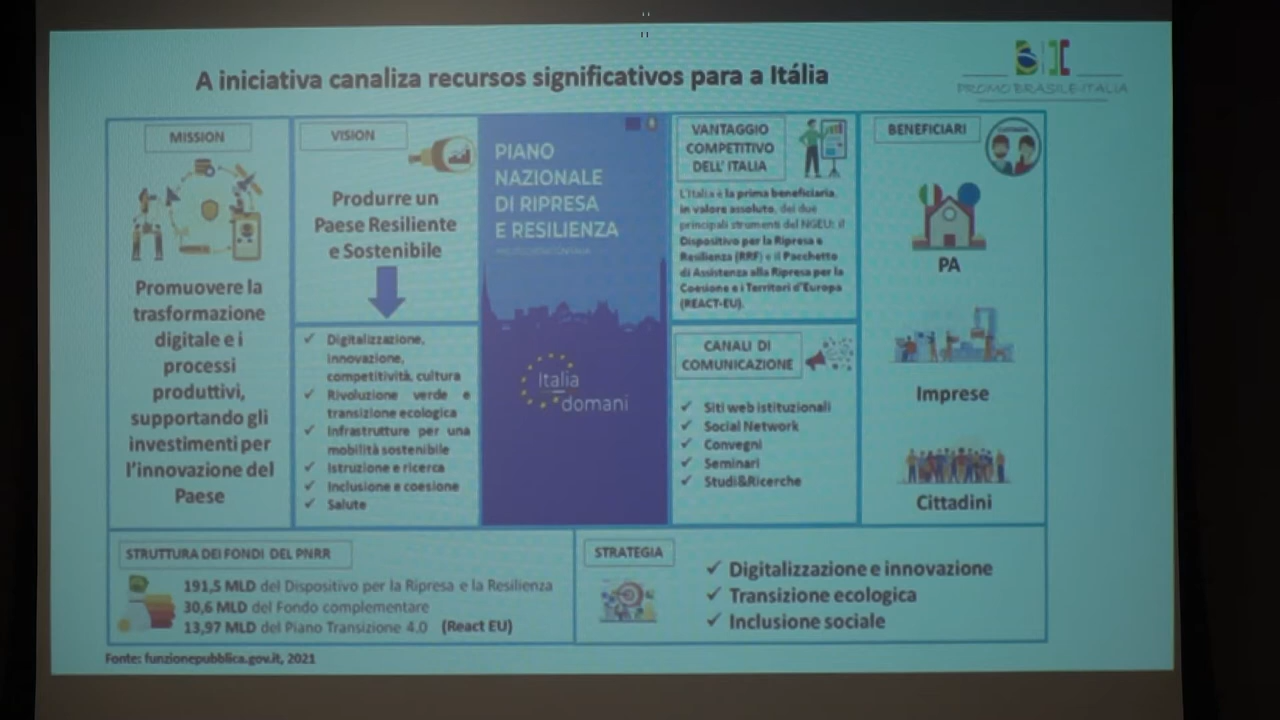 A iniciativa canaliza recursos significativos para a Itália
PROMO BRASILE-ITALIA
MISSION
Promuovere la
trasformazione
digitale e i
processi
produttivi,
supportando gli
investimenti per
l'innovazione del
Paese
VISION
Produrre un
Paese Resiliente
e Sostenibile
✓ Digitalizzazione,
innovazione,
competitività, cultura
✓ Rivoluzione verde e
transizione ecologica
✓ Infrastrutture per una
mobilità sostenibile
✓ Istruzione e ricerca
✓ Inclusione e coesione
✓ Salute
PIANO
NAZIONALE
DI RIPRESA
E RESILIENZA
Italia
domani
VANTAGGIO
COMPETITIVO
DELL' ITALIA
L'Italia è la prima beneficiaria,
in valore assoluto, dei due
principali strumenti del NGEU: il
Dispositivo per la Ripresa e
Resilienza (RRF) e il Pacchetto
di Assistenza alla Ripresa per la
Coesione e i Territori d'Europa
(REACT-EU).
CANALI DI
COMUNICAZIONE
✓ Siti web istituzionali
✓ Social Network
✓ Convegni
✓ Seminari
✓ Studi&Ricerche
BENEFICIARI
PA
Imprese
Cittadini
STRUTTURA DEI FONDI DEL PNRR
191,5 MLD del Dispositivo per la Ripresa e la Resilienza
30,6 MLD del Fondo complementare
13,97 MLD del Piano Transizione 4.0 (React EU)
STRATEGIA
✓ Digitalizzazione e innovazione
✓ Transizione ecologica
✓ Inclusione sociale
Fonte: funzionepubblica.gov.it, 2021